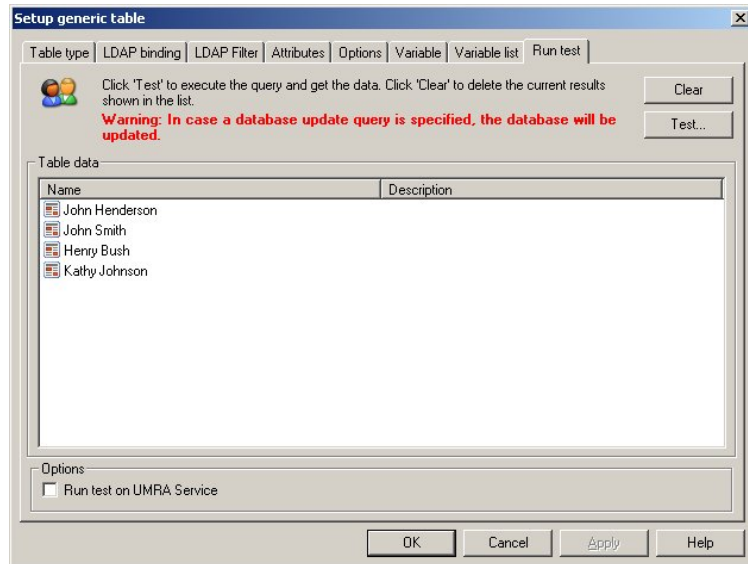 Setup generic table
Table type LDAP binding LDAP Filter Attributes Options Variable Variable list Run test
Click 'Test' to execute the query and get the data. Click 'Clear' to delete the current results
shown in the list.
Warning: In case a database update query is specified, the database will be
updated.
Clear
Test...
Table data
Name Description
John Henderson
John Smith
Henry Bush
Kathy Johnson
Options
Run test on UMRA Service
OK Cancel Apply Help